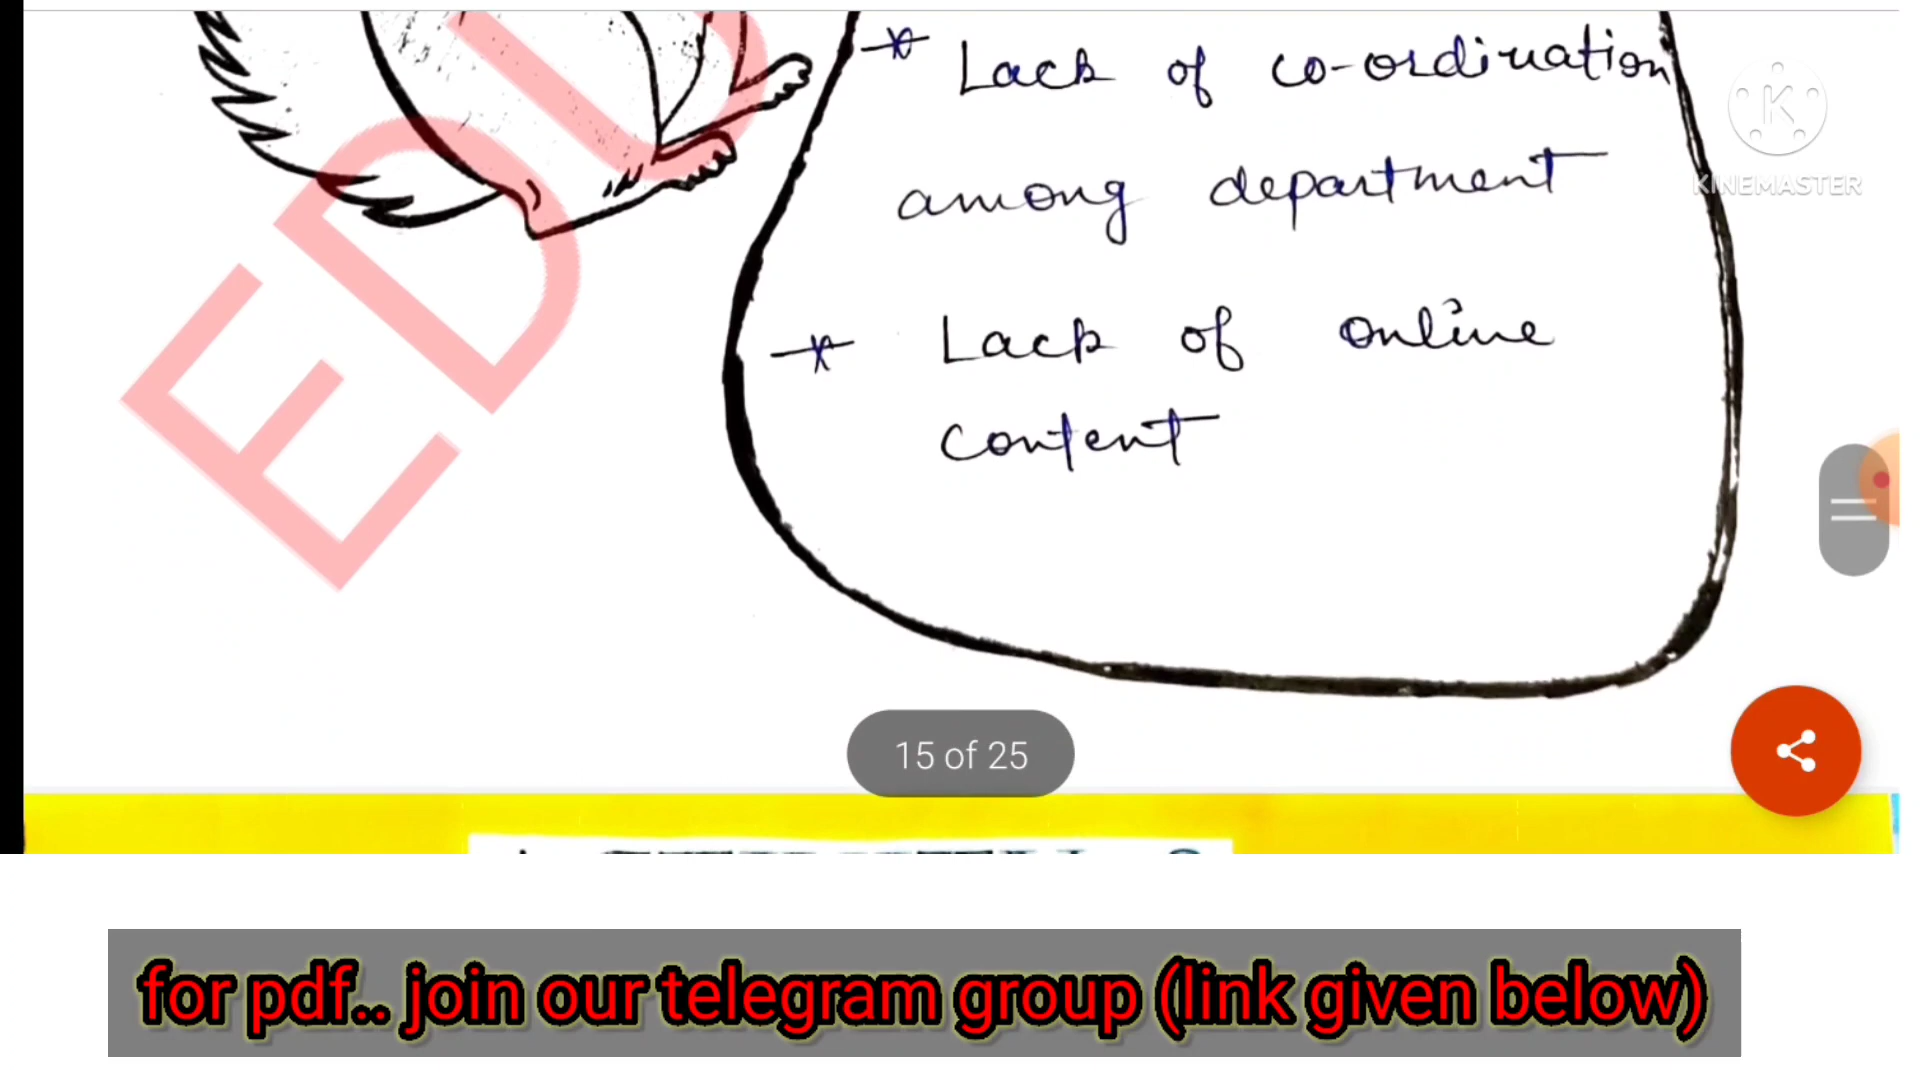 * Lack of co-ordination
among department
* Lack of online
content
EDU
K
KINEMASTER
15 of 25
for pdf.. join our telegram group (link given below)